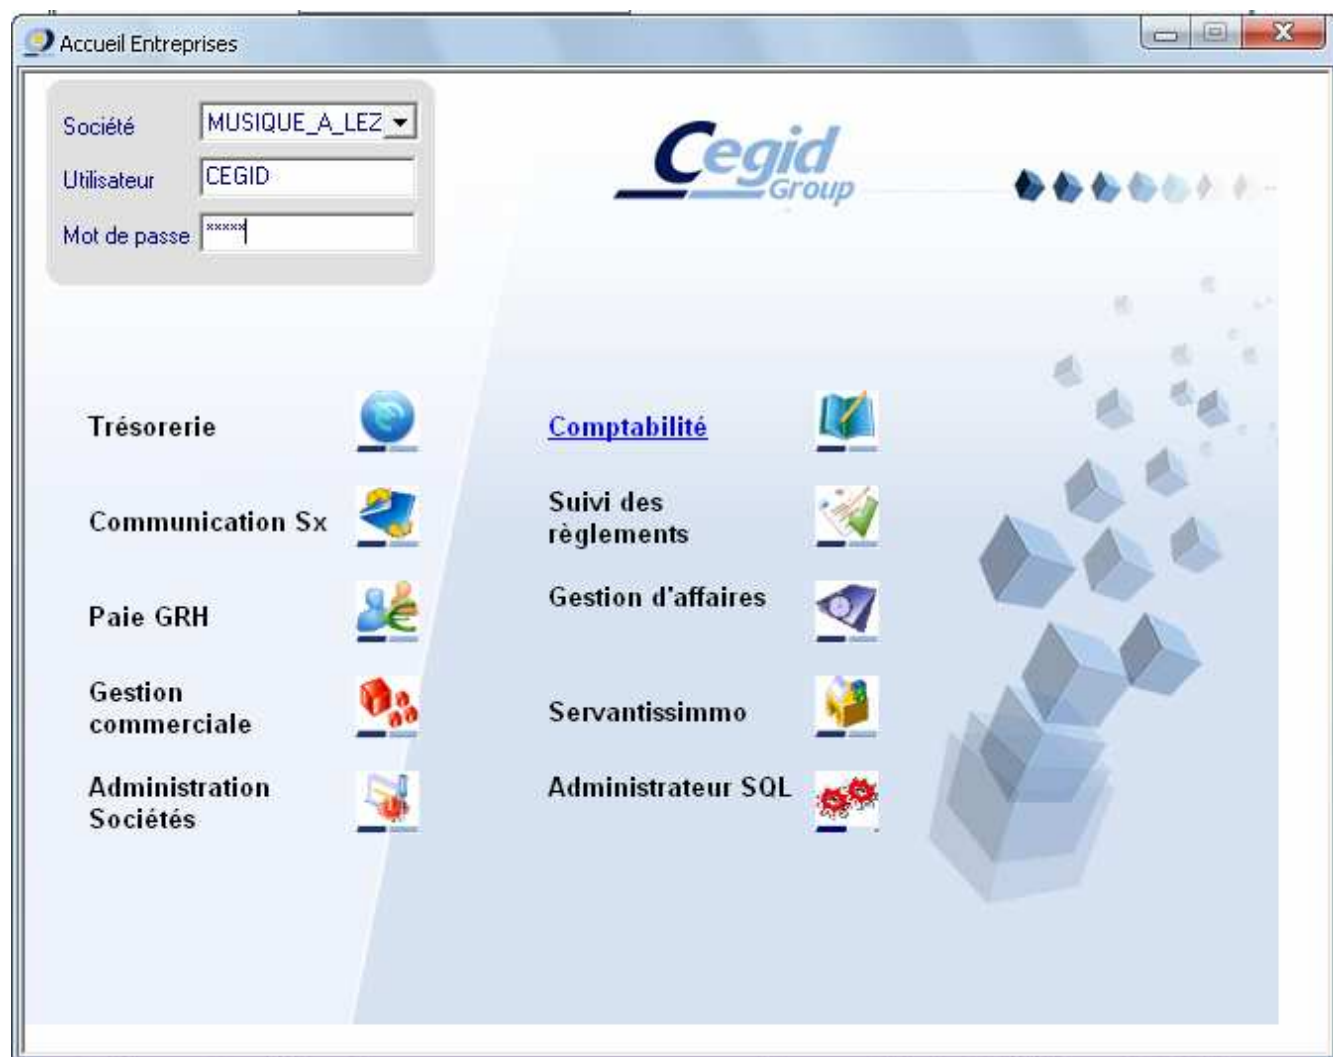 Accueil Entreprises
Société MUSIQUE_A_LEZ
Utilisateur CEGID
Mot de passe *****
Cegid
Group
Trésorerie
Comptabilité
Communication Sx
Suivi des
règlements
Paie GRH
Gestion d'affaires
Gestion
commerciale
Servantissimmo
Administration
Sociétés
Administrateur SQL